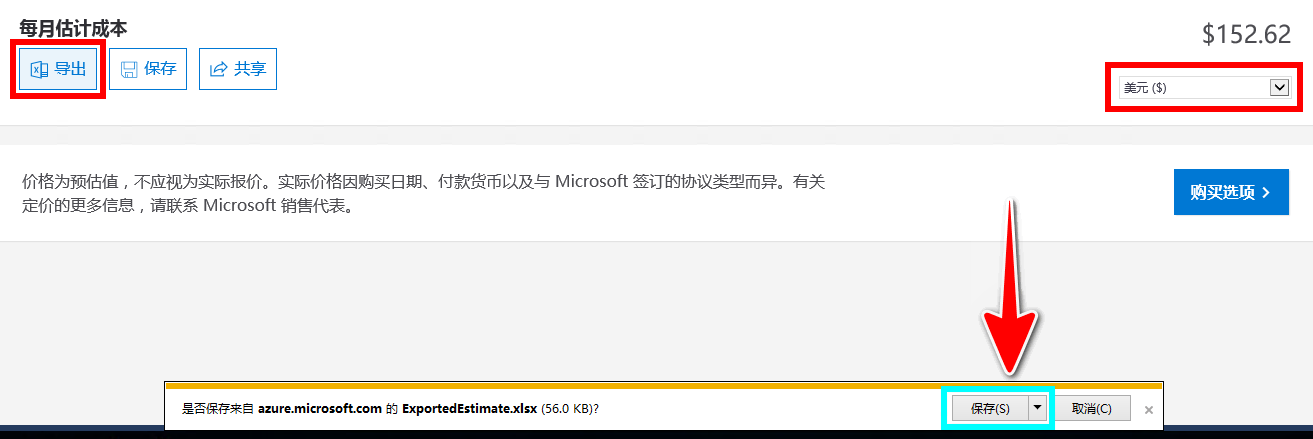 每月估计成本
$152.62
导出
保存
共享
美元 ($)
价格为预估值，不应视为实际报价。实际价格因购买日期、付款货币以及与 Microsoft 签订的协议类型而异。有关
定价的更多信息，请联系 Microsoft 销售代表。
购买选项
是否保存来自 azure.microsoft.com 的 ExportedEstimate.xlsx (56.0 KB)?
保存(S)
取消(C)